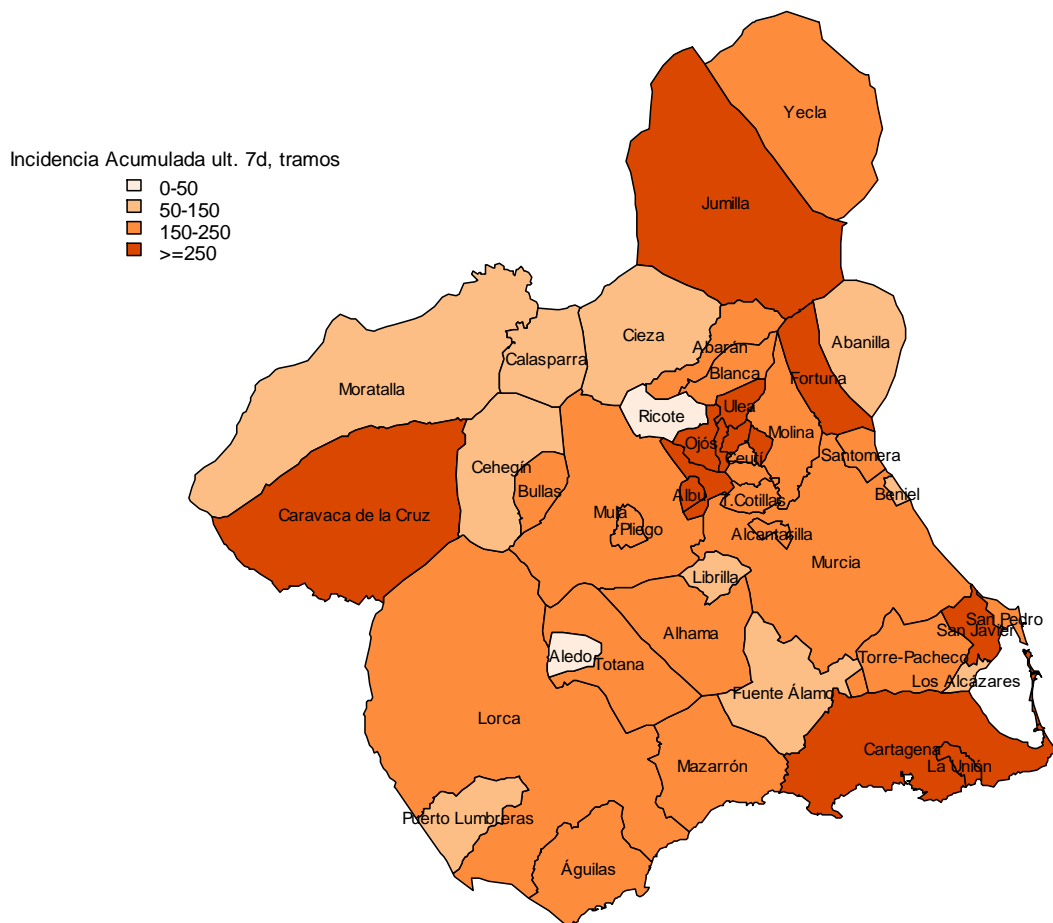 Incidencia Acumulada ult. 7d, tramos
0-50
50-150
150-250
>=250
Yecla
Jumilla
Cieza
Abarán
Abanilla
Calasparra
Blanca
Fortuna
Moratalla
Ricote
Ulea
Molina
Ojós
Ceutí
Santomera
Cehegín
Bullas
Albu
T.Cotillas
Beniel
Caravaca de la Cruz
Mula
Pliego
Alcantarilla
Murcia
Librilla
San Pedro
San Javier
Alhama
Aledo
Totana
Torre-Pacheco
Los Alcázares
Fuente Álamo
Lorca
Cartagena
La Unión
Mazarrón
Puerto Lumbreras
Águilas